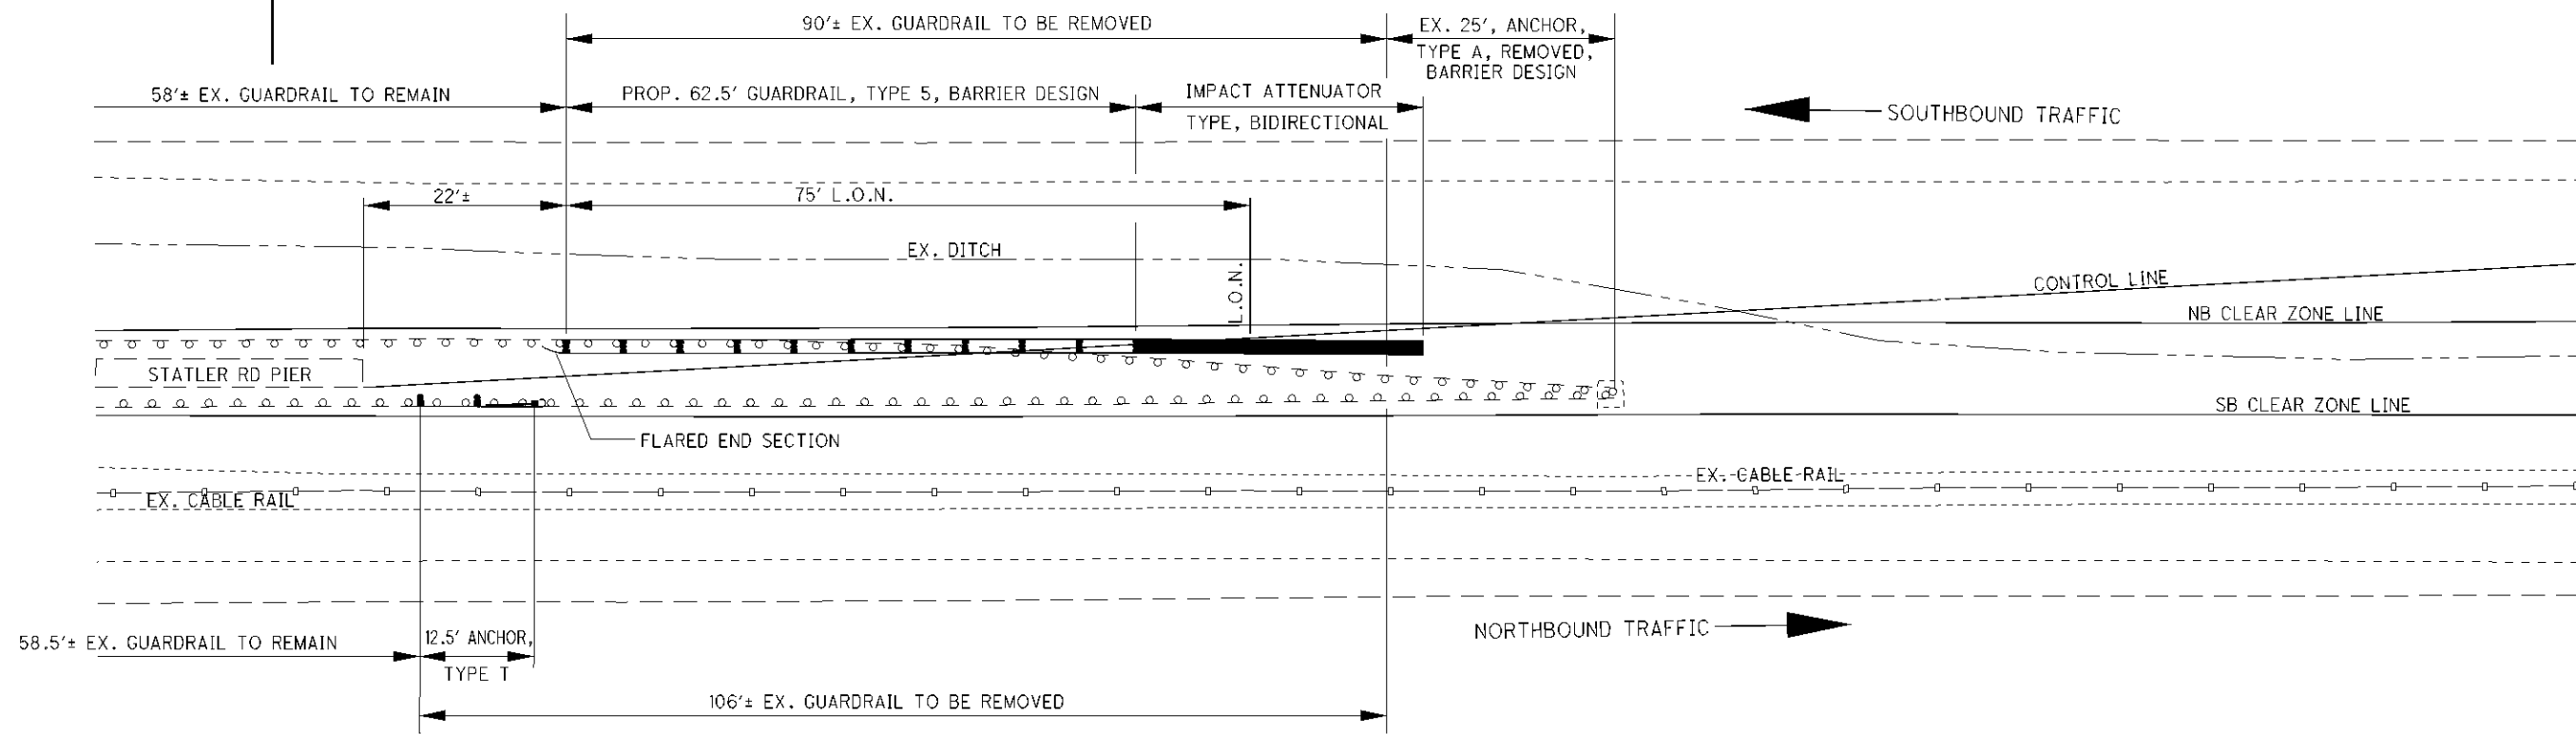 90'± EX. GUARDRAIL TO BE REMOVED
EX. 25', ANCHOR,
TYPE A, REMOVED,
BARRIER DESIGN
58'± EX. GUARDRAIL TO REMAIN
PROP. 62.5' GUARDRAIL, TYPE 5, BARRIER DESIGN
IMPACT ATTENUATOR
TYPE, BIDIRECTIONAL
SOUTHBOUND TRAFFIC
22'±
75' L.O.N.
EX. DITCH
L.O.N.
CONTROL LINE
NB CLEAR ZONE LINE
STATLER RD PIER
SB CLEAR ZONE LINE
FLARED END SECTION
EX. CABLE RAIL
EX. CABLE RAIL
NORTHBOUND TRAFFIC
58.5'± EX. GUARDRAIL TO REMAIN
12.5' ANCHOR,
TYPE T
106'± EX. GUARDRAIL TO BE REMOVED